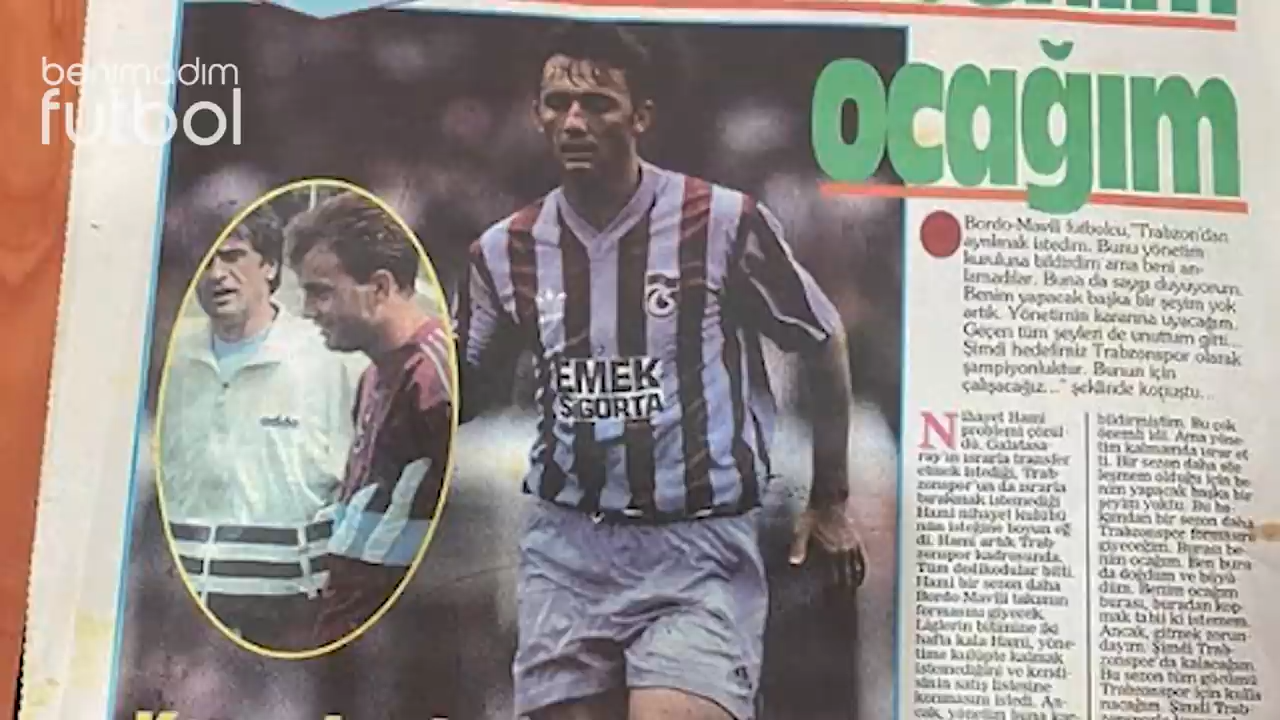 benimadım
futbol
ocağım
Bordo-Mavili futbolcu, "Trabzon'dan
ayrılmak istedim. Bunu yönetim
kuruluna bildirdim ama beni an-
lamadılar. Buna da saygı duyuyorum.
Benim yapacak başka bir şeyim yok
artık. Yönetimin kararına uyacağım.
Geçen tüm şeyleri de unuttum gitti...
Şimdi hedefimiz Trabzonspor olarak
şampiyonluktur. Bunun için
çalışacağız..." şeklinde konuştu...
adidas
EMEK
SİGORTA
Nihayet Hami
problemi çözül-
dü. Galatasa-
ray'ın ısrarla transfer
etmek istediği, Trab-
zonspor'un da ısrarla
bırakmak istemediği
Hami nihayet kulübü-
nün isteğine boyun eğ-
di. Hami artık Trab-
zonspor kadrosunda.
Tüm dedikodular bitti.
Hami bir sezon daha
Bordo Mavili takımın
formasını giyecek.
Liglerin bitimine iki
hafta kala Hami, yöne-
time kulüpte kalmak
istemediğini ve kendi-
sinin satış listesine
konmasını istedi. An-
cak, yönetim buna kar-
bildirmiştim. Bu çok
önemli idi. Ama yöne-
tim kalmamda ısrar et-
ti. Bir sezon daha söz-
leşmem olduğu için be-
nim yapacak başka bir
şeyim yoktu. Bu ba-
kımdan bir sezon daha
Trabzonspor formasını
giyeceğim. Burası be-
nim ocağım. Ben bura-
da doğdum ve büyü-
düm. Benim ocağım
burası, buradan kop-
mak tabii ki istemem.
Ancak, gitmek zorun-
dayım. Şimdi Trab-
zonspor'da kalacağım.
Bu sezon tüm gücümü
Trabzonspor için kulla-
nacağım. Şimdi Trab-